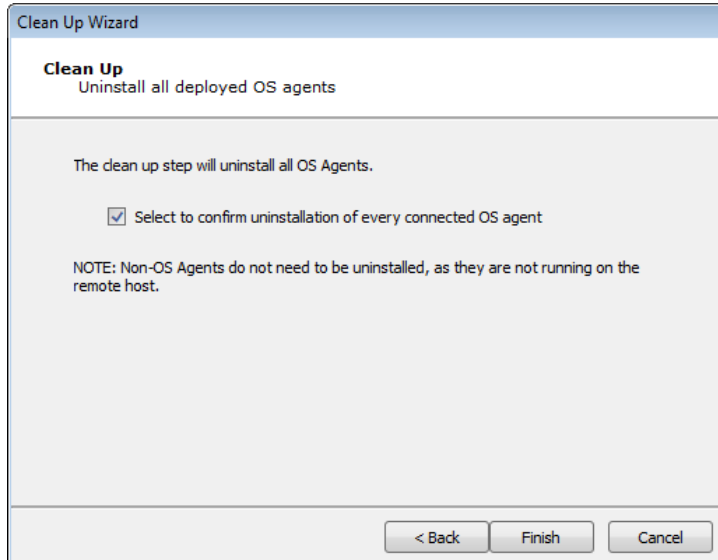 Clean Up Wizard
Clean Up
Uninstall all deployed OS agents
The clean up step will uninstall all OS Agents.
Select to confirm uninstallation of every connected OS agent
NOTE: Non-OS Agents do not need to be uninstalled, as they are not running on the
remote host.
< Back Finish Cancel